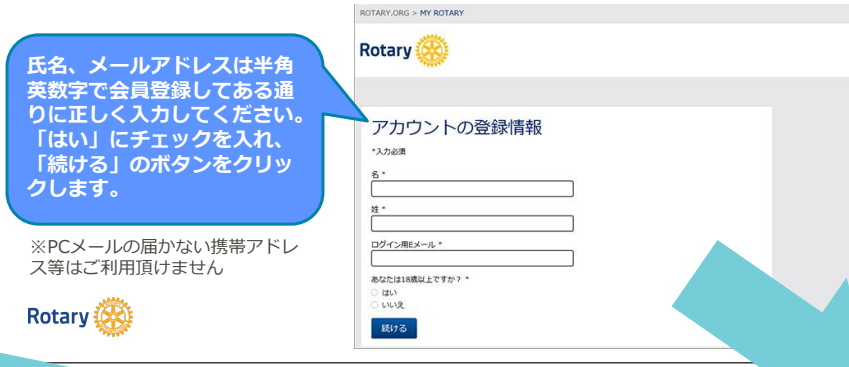 ROTARY.ORG > MY ROTARY
Rotary
氏名、メールアドレスは半角
英数字で会員登録してある通
りに正しく入力してください。
「はい」にチェックを入れ、
「続ける」のボタンをクリッ
クします。
※PCメールの届かない携帯アドレ
ス等はご利用頂けません
Rotary
アカウントの登録情報
*入力必須
名 *
姓 *
ログイン用Eメール *
あなたは18歳以上ですか？ *
はい
いいえ
続ける